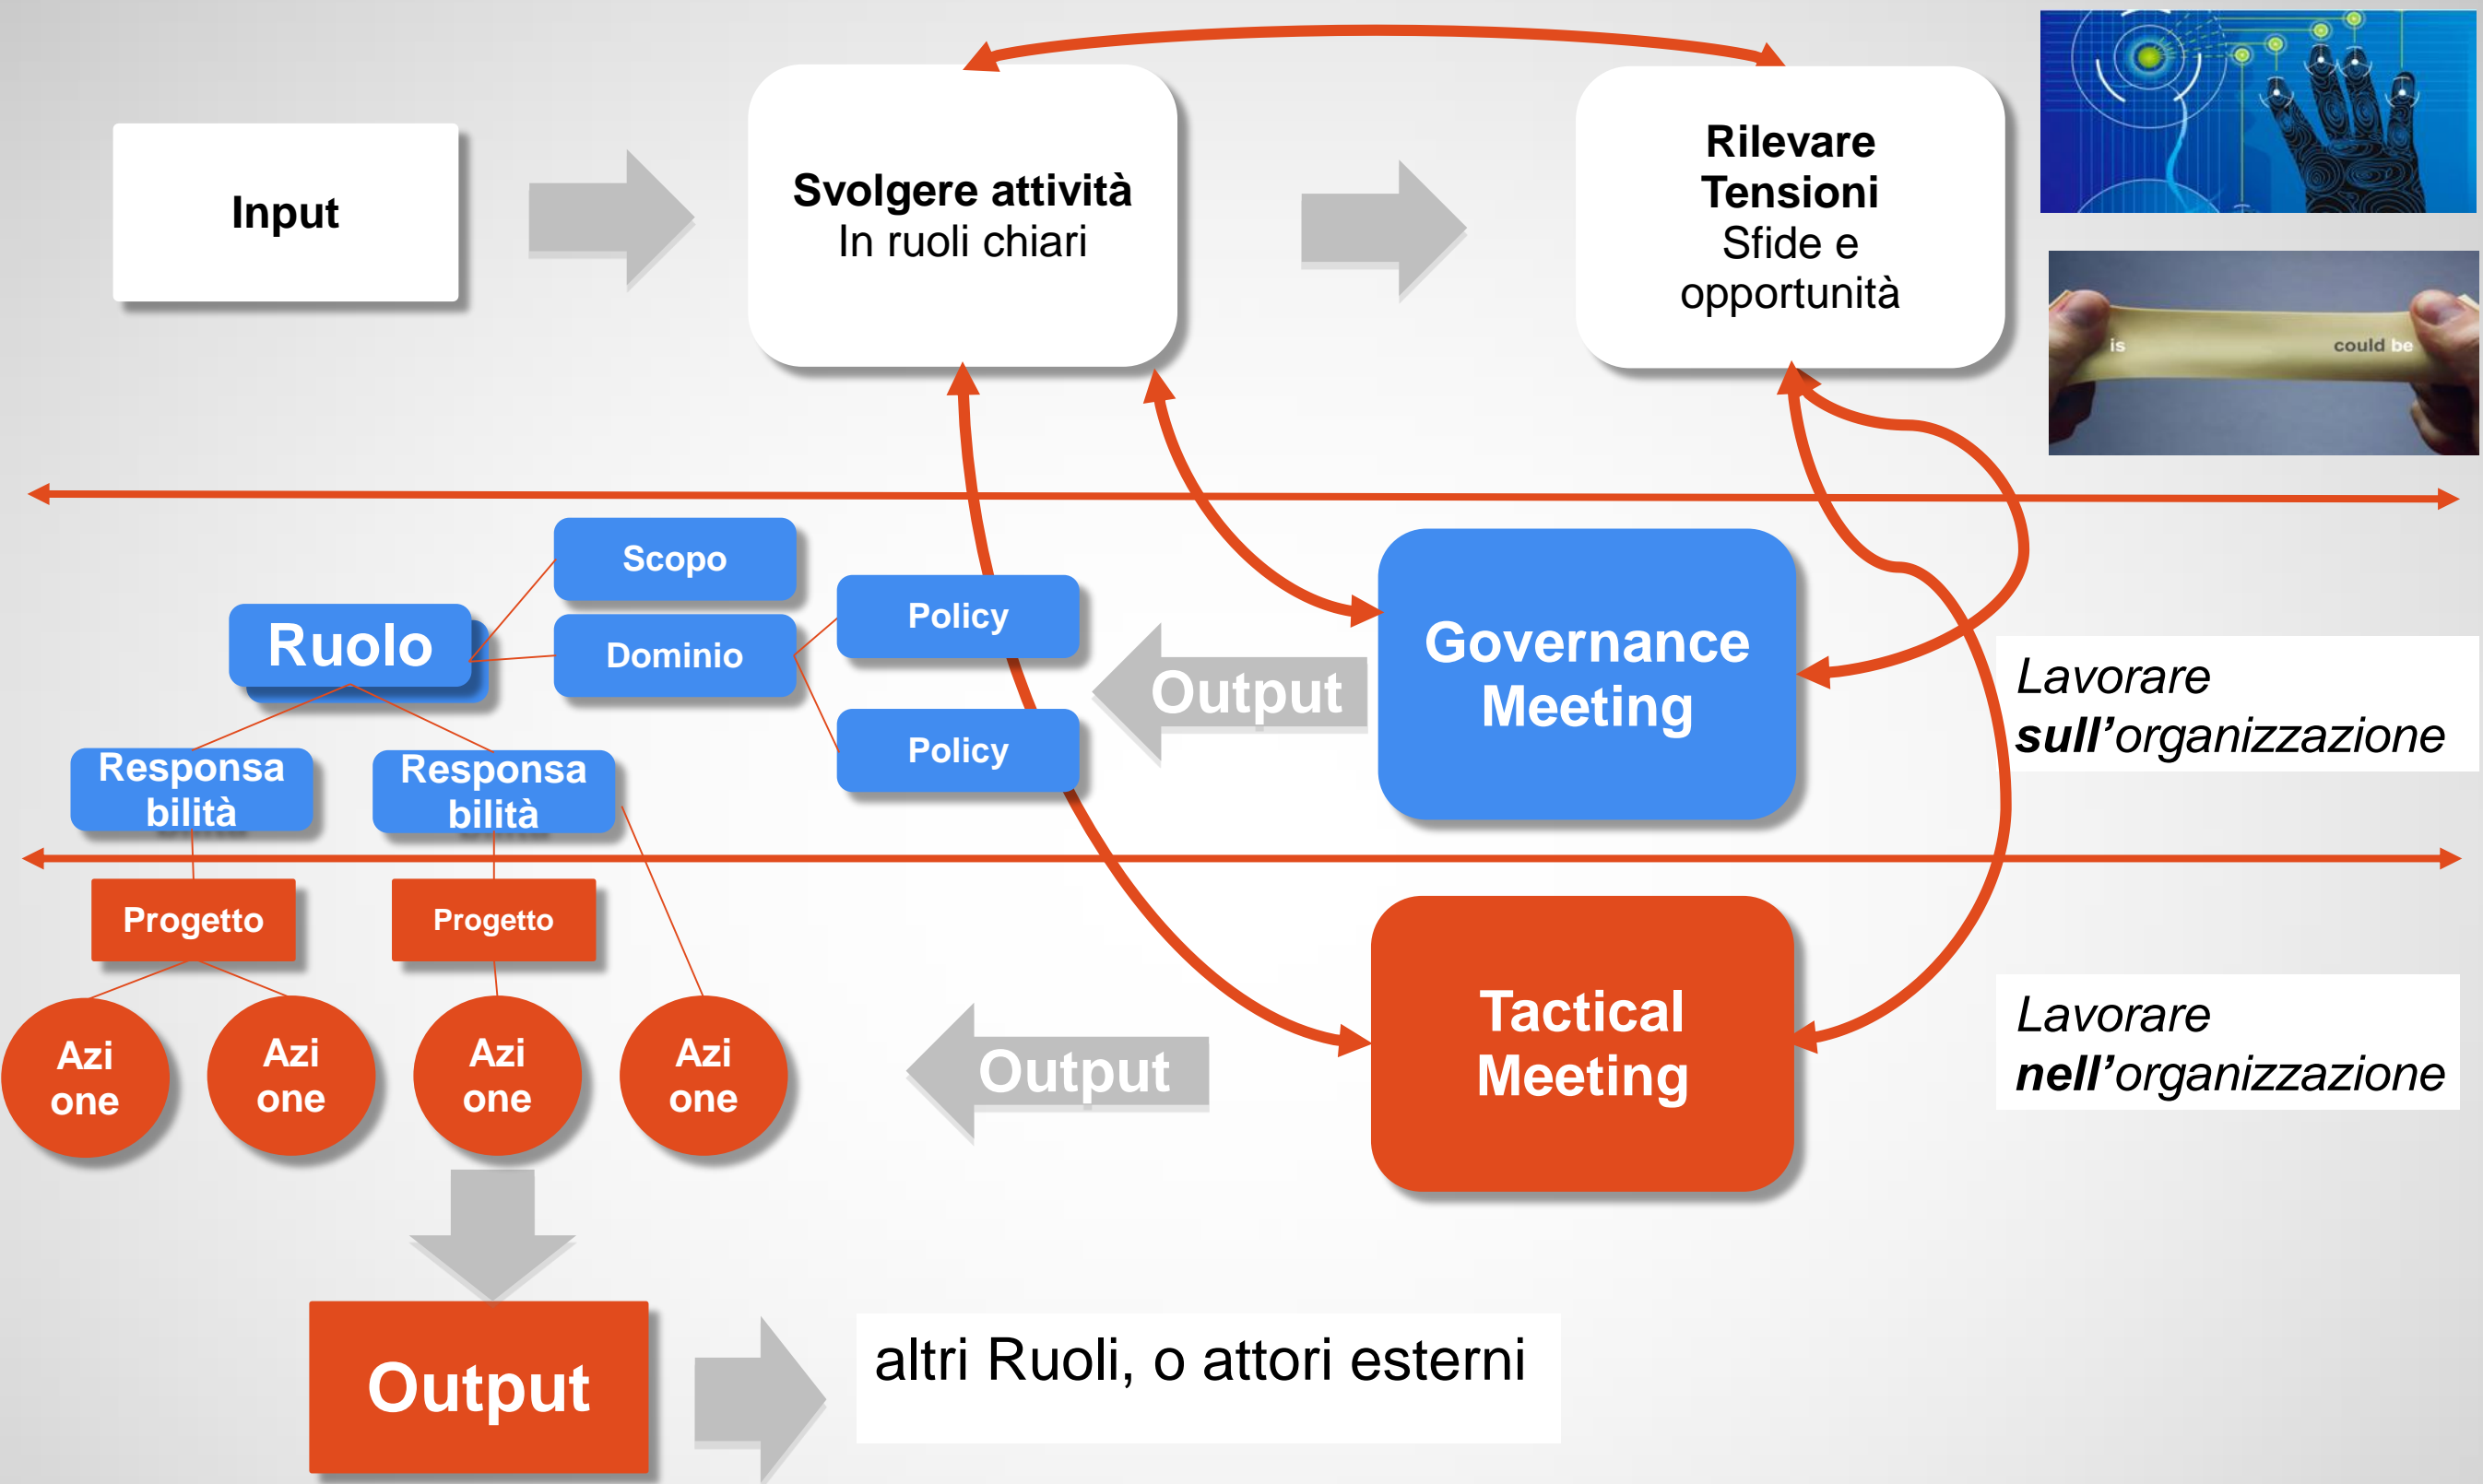 Input
Svolgere attività
In ruoli chiari
Rilevare
Tensioni
Sfide e
opportunità
is
could be
Scopo
Ruolo
Dominio
Policy
Policy
Responsa
bilità
Responsa
bilità
Output
Governance
Meeting
Lavorare
sull’organizzazione
Progetto
Progetto
Azi
one
Azi
one
Azi
one
Azi
one
Output
Tactical
Meeting
Lavorare
nell’organizzazione
Output
altri Ruoli, o attori esterni